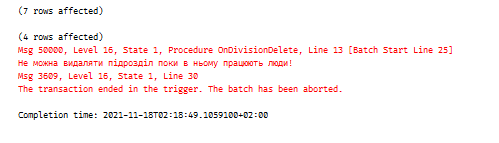 (7 rows affected)
(4 rows affected)
Msg 50000, Level 16, State 1, Procedure OnDivisionDelete, Line 13 [Batch Start Line 25]
Не можна видаляти підрозділ поки в ньому працюють люди!
Msg 3609, Level 16, State 1, Line 30
The transaction ended in the trigger. The batch has been aborted.
Completion time: 2021-11-18T02:18:49.1059100+02:00